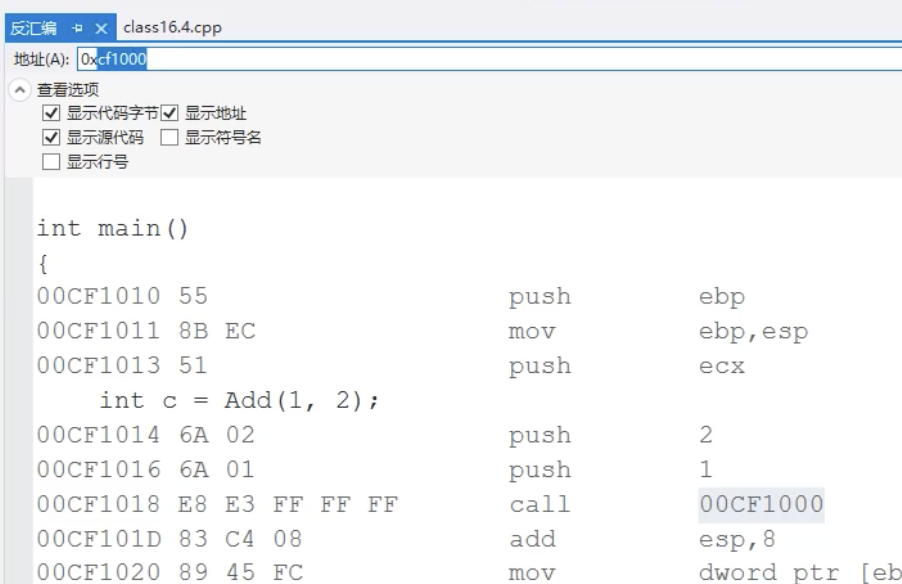 反汇编 class16.4.cpp
地址(A): 0xcf1000
查看选项
显示代码字节 显示地址
显示源代码 显示符号名
显示行号
int main()
{
00CF1010 55 push ebp
00CF1011 8B EC mov ebp,esp
00CF1013 51 push ecx
int c = Add(1, 2);
00CF1014 6A 02 push 2
00CF1016 6A 01 push 1
00CF1018 E8 E3 FF FF FF call 00CF1000
00CF101D 83 C4 08 add esp,8
00CF1020 89 45 FC mov dword ptr [eb